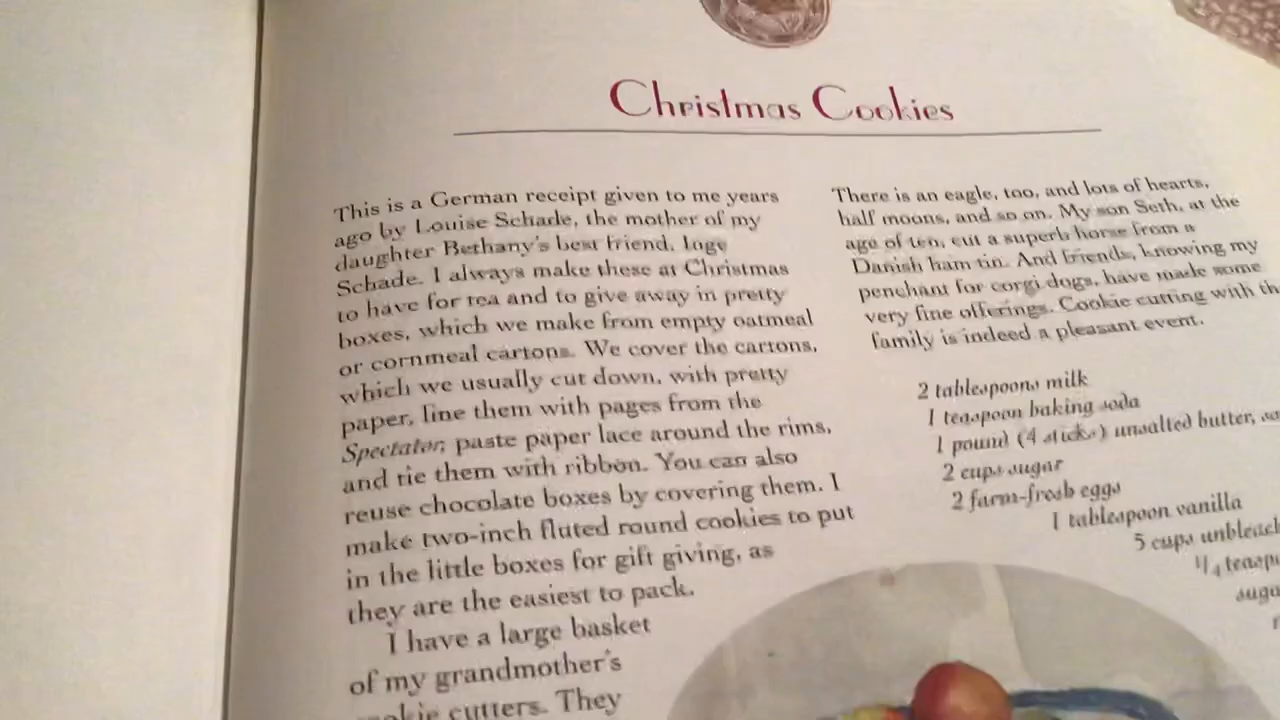 Christmas Cookies
This is a German receipt given to me years
ago by Louise Schade, the mother of my
daughter Bethany's best friend, Inge
Schade. I always make these at Christmas
to have for tea and to give away in pretty
boxes, which we make from empty oatmeal
or cornmeal cartons. We cover the cartons,
which we usually cut down, with pretty
paper, line them with pages from the
Spectator, paste paper lace around the rims,
and tie them with ribbon. You can also
reuse chocolate boxes by covering them. I
make two-inch fluted round cookies to put
in the little boxes for gift giving, as
they are the easiest to pack.
I have a large basket
of my grandmother's
cutters. They
There is an eagle, too, and lots of hearts,
half moons, and so on. My son Seth, at the
age of ten, cut a superb horse from a
Danish ham tin. And friends, knowing my
penchant for corgi dogs, have made some
very fine offerings. Cookie cutting with
family is indeed a pleasant event.
2 tablespoons milk
1 teaspoon baking soda
1 pound (4 sticks) unsalted butter,
2 cups sugar
2 farm-fresh eggs
1 tablespoon vanilla
5 cups
1/4